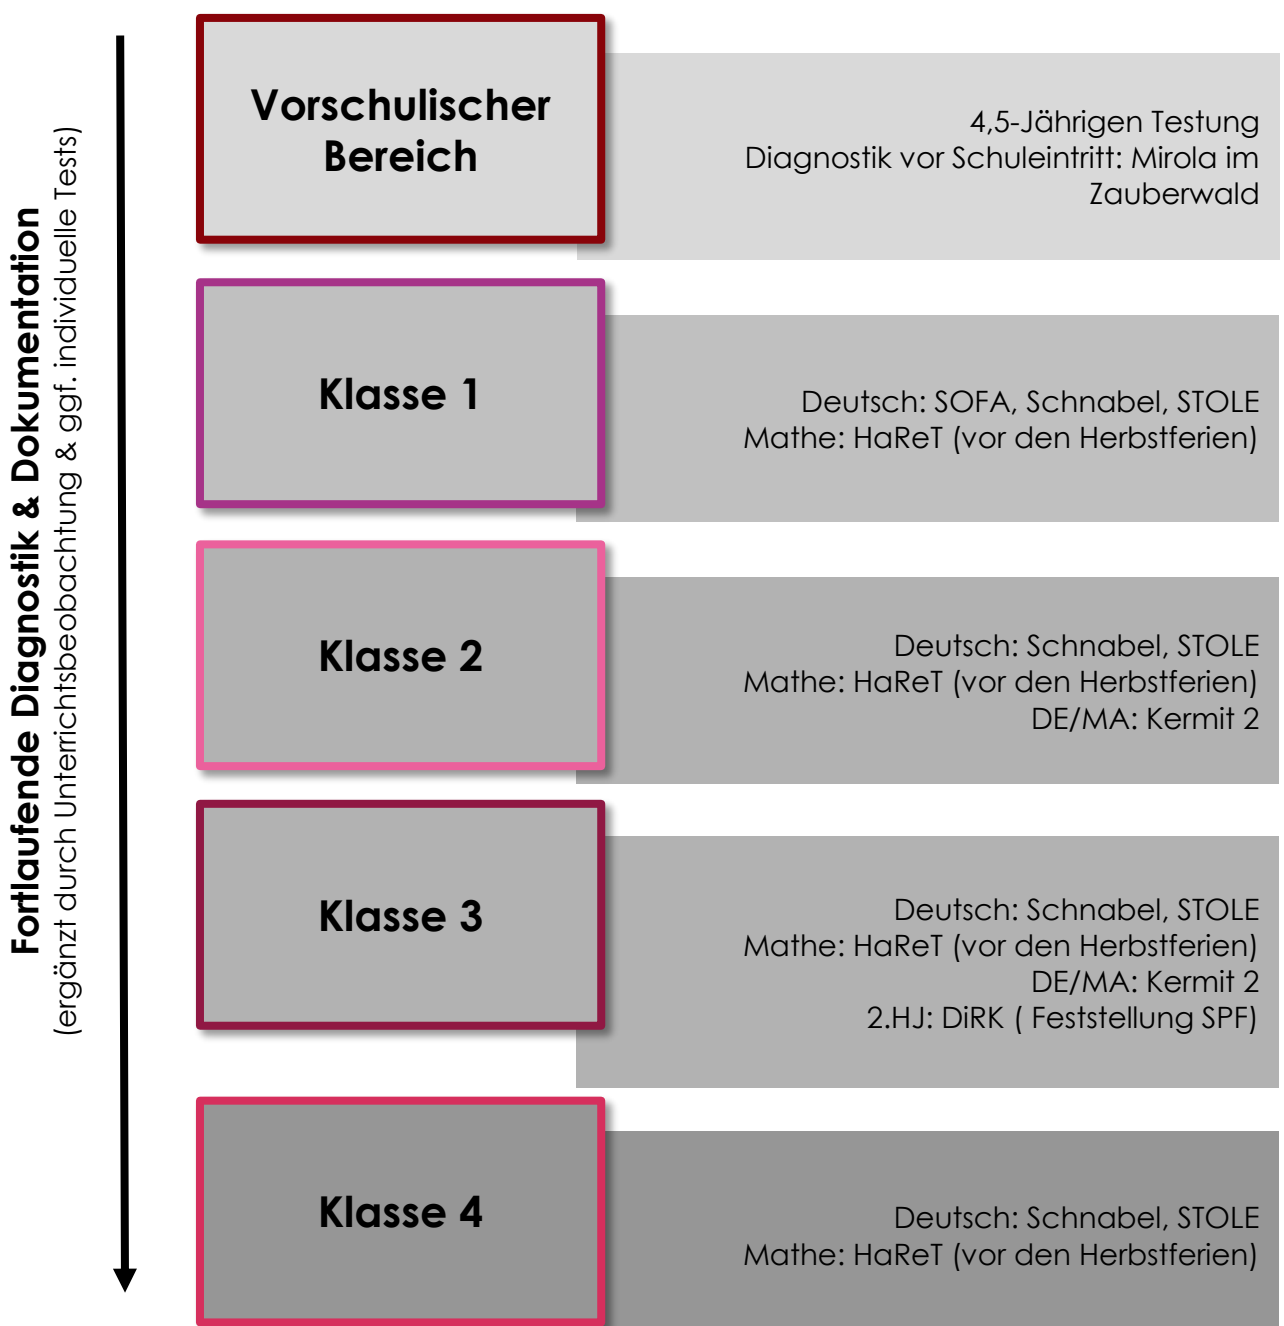 Fortlaufende Diagnostik & Dokumentation
(ergänzt durch Unterrichtsbeobachtung & ggf. individuelle Tests)
Vorschulischer
Bereich
4,5-Jährigen Testung
Diagnostik vor Schuleintritt: Mirola im
Zauberwald
Klasse 1
Deutsch: SOFA, Schnabel, STOLE
Mathe: HaReT (vor den Herbstferien)
Klasse 2
Deutsch: Schnabel, STOLE
Mathe: HaReT (vor den Herbstferien)
DE/MA: Kermit 2
Klasse 3
Deutsch: Schnabel, STOLE
Mathe: HaReT (vor den Herbstferien)
DE/MA: Kermit 2
2.HJ: DiRK ( Feststellung SPF)
Klasse 4
Deutsch: Schnabel, STOLE
Mathe: HaReT (vor den Herbstferien)